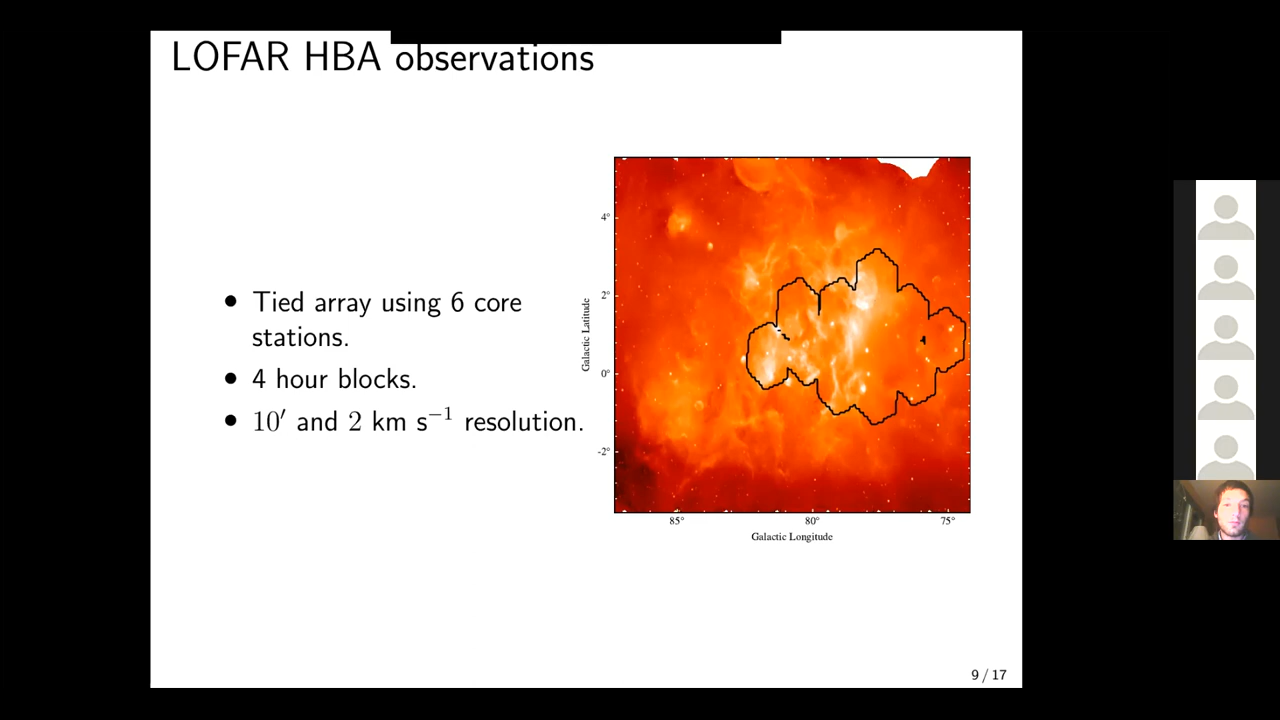 LOFAR HBA observations
• Tied array using 6 core
stations.
• 4 hour blocks.
• 10′ and 2 km s⁻¹ resolution.
4°
2°
0°
-2°
Galactic Latitude
85°
80°
75°
Galactic Longitude
9 / 17